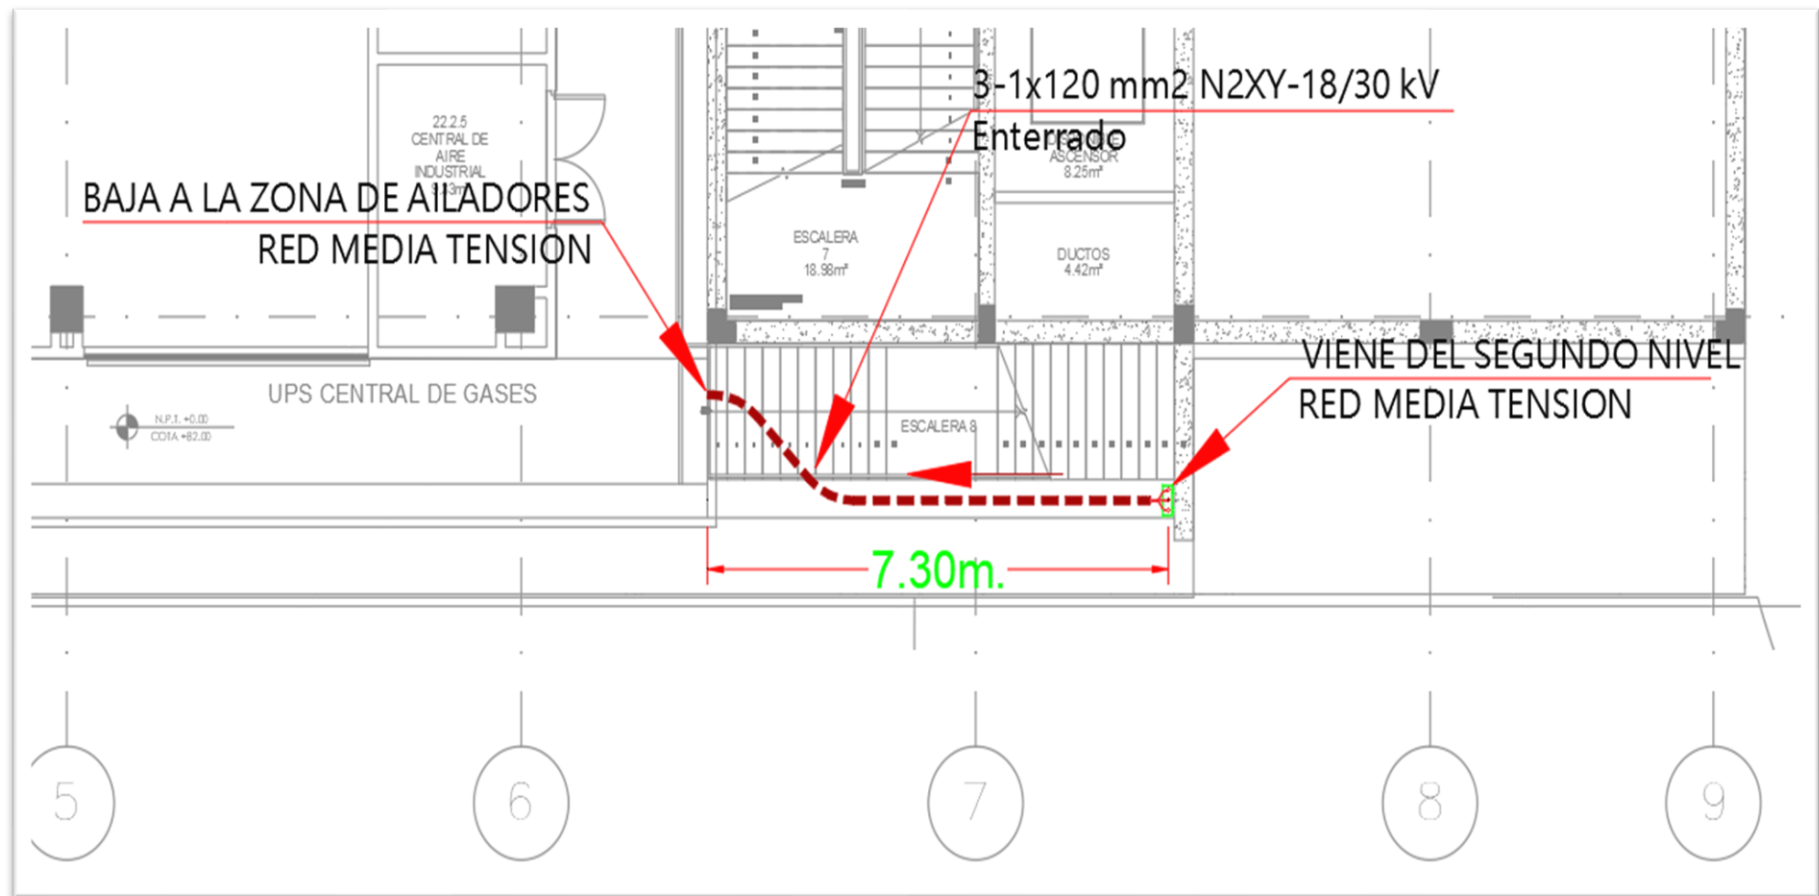 3-1x120 mm2 N2XY-18/30 kV
Enterrado
ASCENSOR
8.25m²
22.2.5
CENTRAL DE
AIRE
INDUSTRIAL
BAJA A LA ZONA DE AILADORES
RED MEDIA TENSION
ESCALERA
7
18.98m²
DUCTOS
4.42m²
VIENE DEL SEGUNDO NIVEL
RED MEDIA TENSION
UPS CENTRAL DE GASES
N.P.T. +0.00
COTA +82.00
ESCALERA 8
7.30m.
5
6
7
8
9